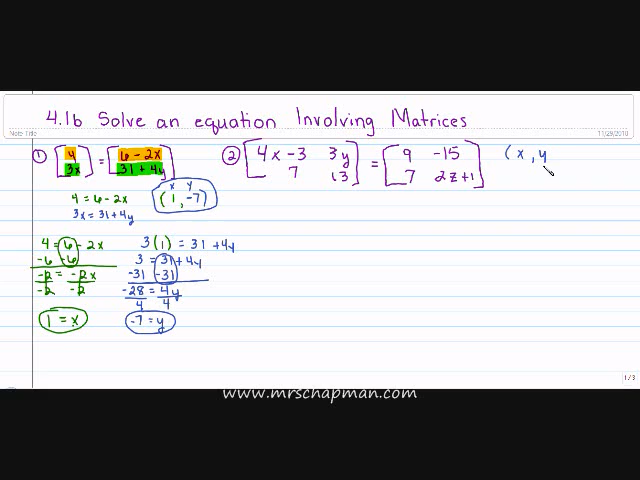 4.1b Solve an equation Involving Matrices
Note Title
11/29/2010
① [4 3x] = [6 - 2x 31 + 4y]
4 = 6 - 2x
3x = 31 + 4y
x y
(1, -7)
4 = 6 - 2x
-6 -6
-2 = -2x
-2 -2
1 = x
3(1) = 31 + 4y
3 = 31 + 4y
-31 -31
-28 = 4y
4 4
-7 = y
② [4x - 3 3y
7 13] = [9 -15
7 2z + 1]
(x, y
1/3
www.mrschapman.com